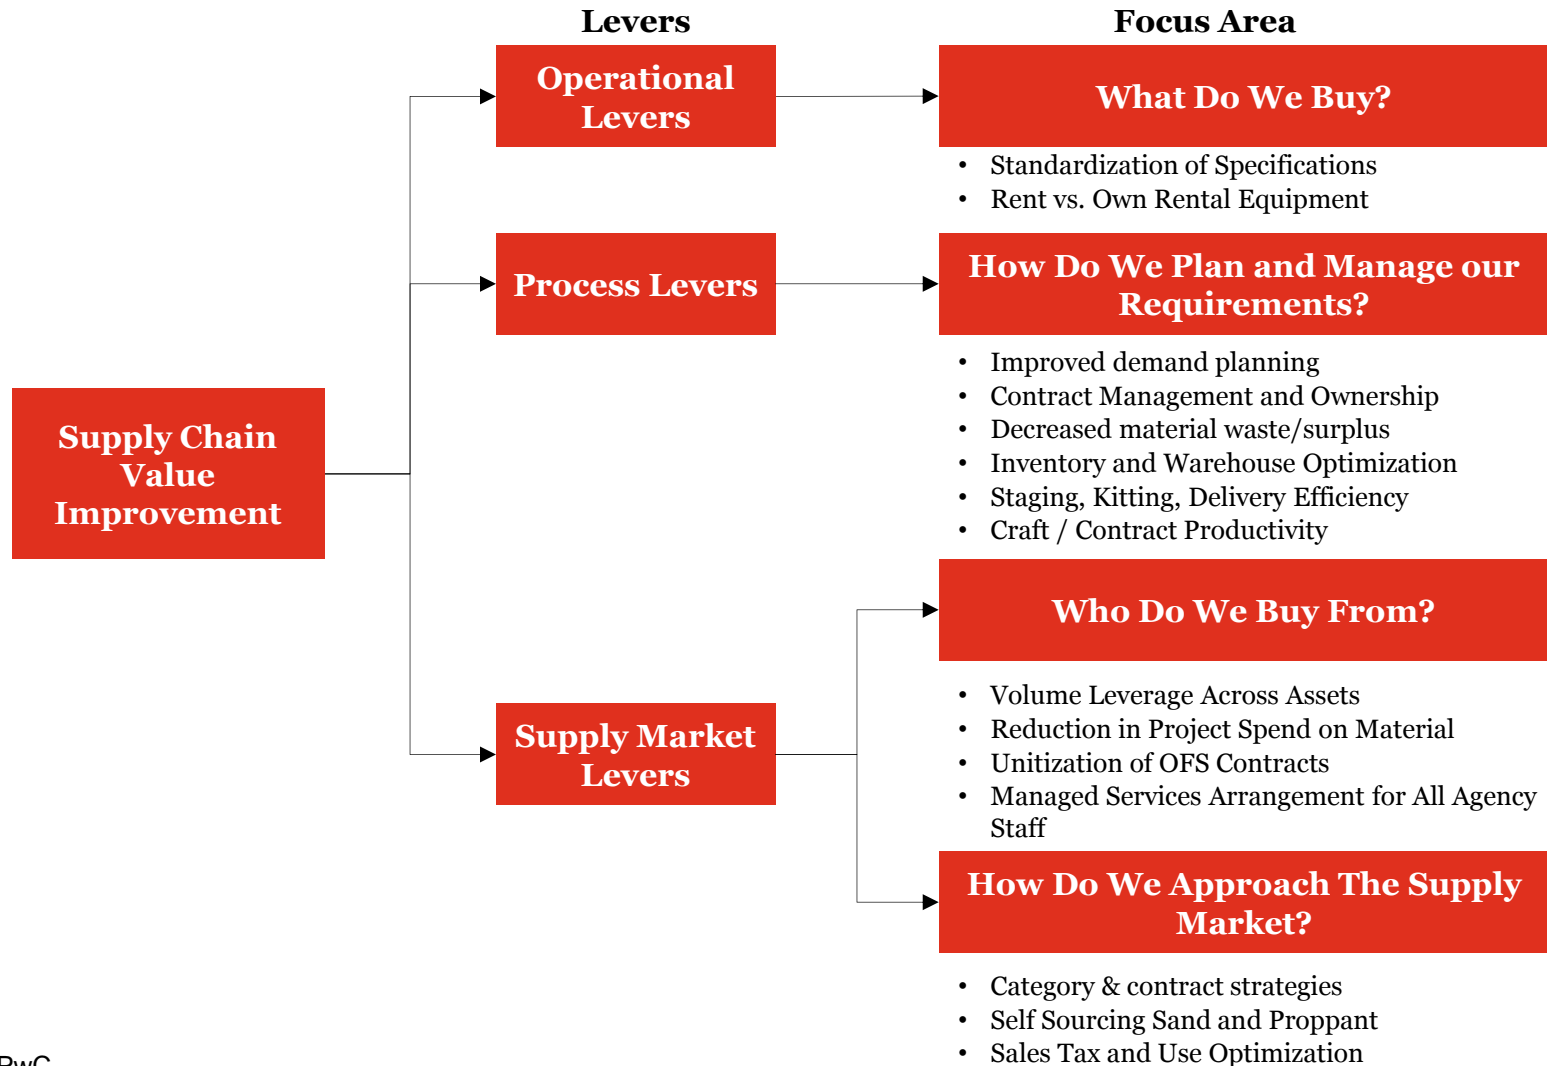 Levers
Focus Area
Operational
Levers
What Do We Buy?
• Standardization of Specifications
• Rent vs. Own Rental Equipment
Process Levers
How Do We Plan and Manage our
Requirements?
• Improved demand planning
• Contract Management and Ownership
• Decreased material waste/surplus
• Inventory and Warehouse Optimization
• Staging, Kitting, Delivery Efficiency
• Craft / Contract Productivity
Supply Chain
Value
Improvement
Who Do We Buy From?
• Volume Leverage Across Assets
• Reduction in Project Spend on Material
• Unitization of OFS Contracts
• Managed Services Arrangement for All Agency
Staff
Supply Market
Levers
How Do We Approach The Supply
Market?
• Category & contract strategies
• Self Sourcing Sand and Proppant
• Sales Tax and Use Optimization
PwC